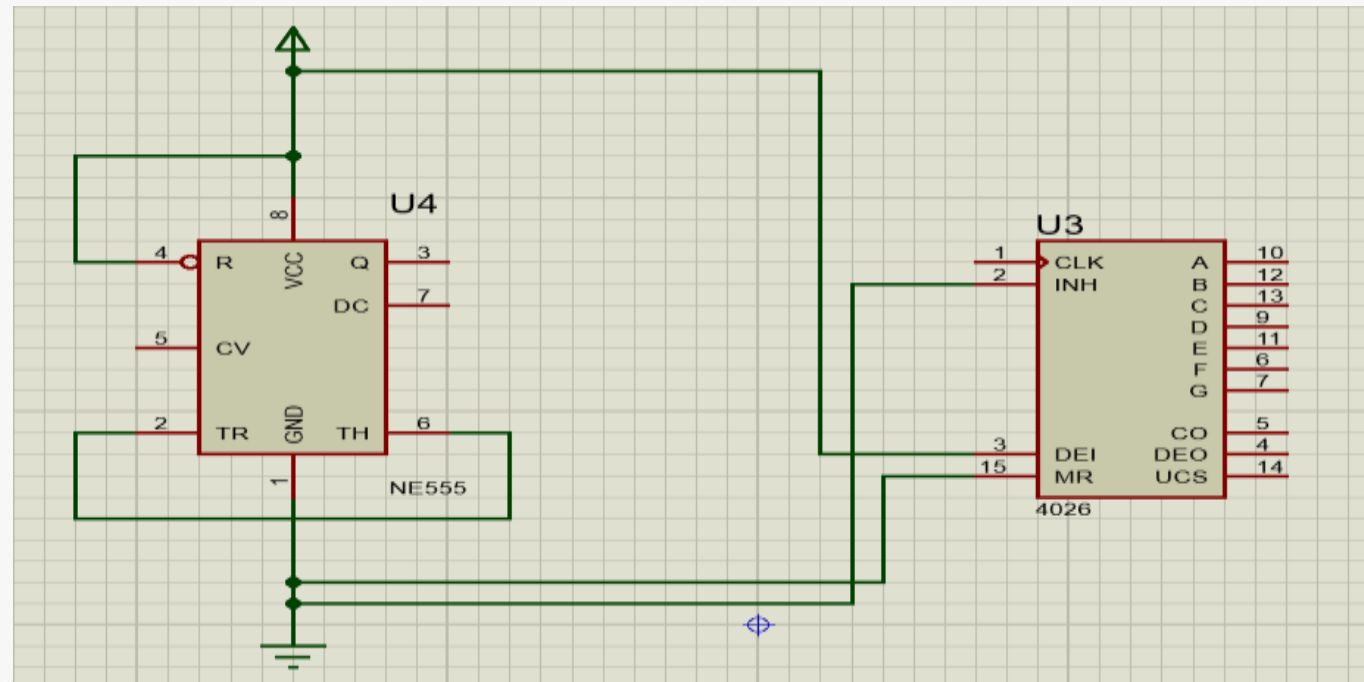 U4
8
4 R VCC Q 3
DC 7
5 CV
2 TR GND TH 6
1
NE555
U3
1 CLK A 10
2 INH B 12
C 13
D 9
E 11
F 6
G 7
CO 5
3 DEI DEO 4
15 MR UCS 14
4026